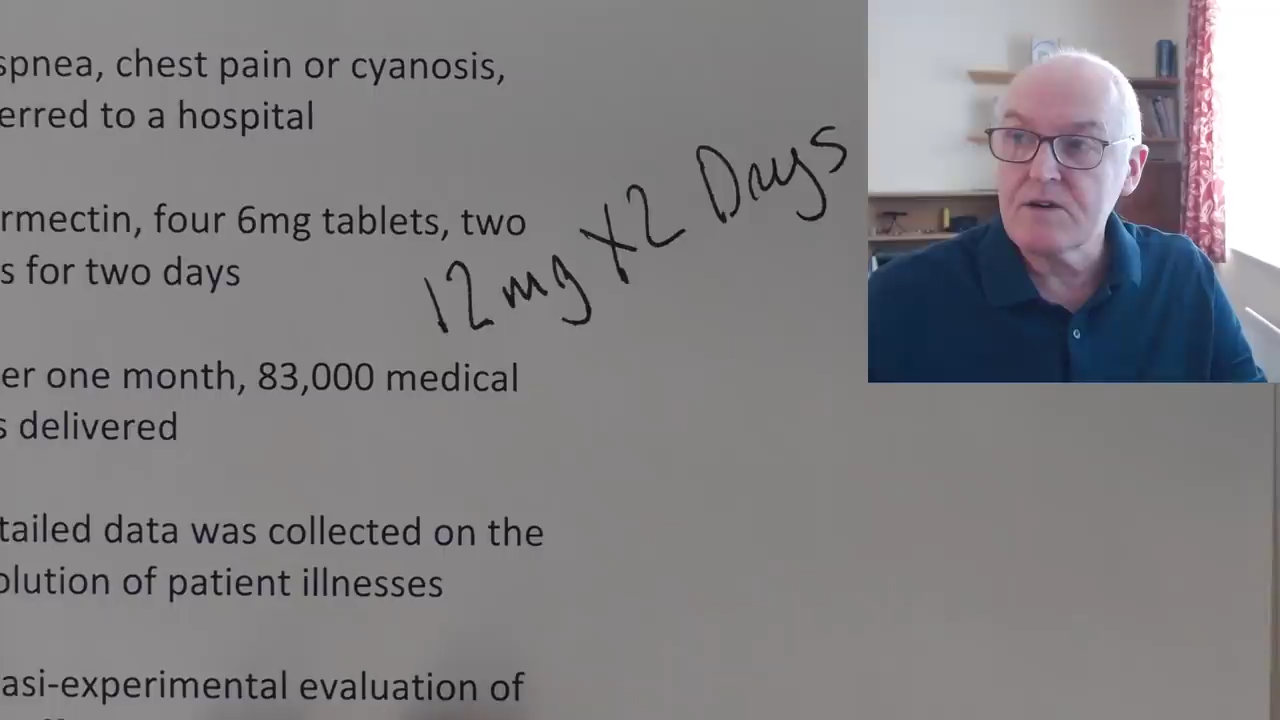 spnea, chest pain or cyanosis,
erred to a hospital
rmectin, four 6mg tablets, two
s for two days
12mg x2 Days
er one month, 83,000 medical
s delivered
tailed data was collected on the
olution of patient illnesses
asi-experimental evaluation of